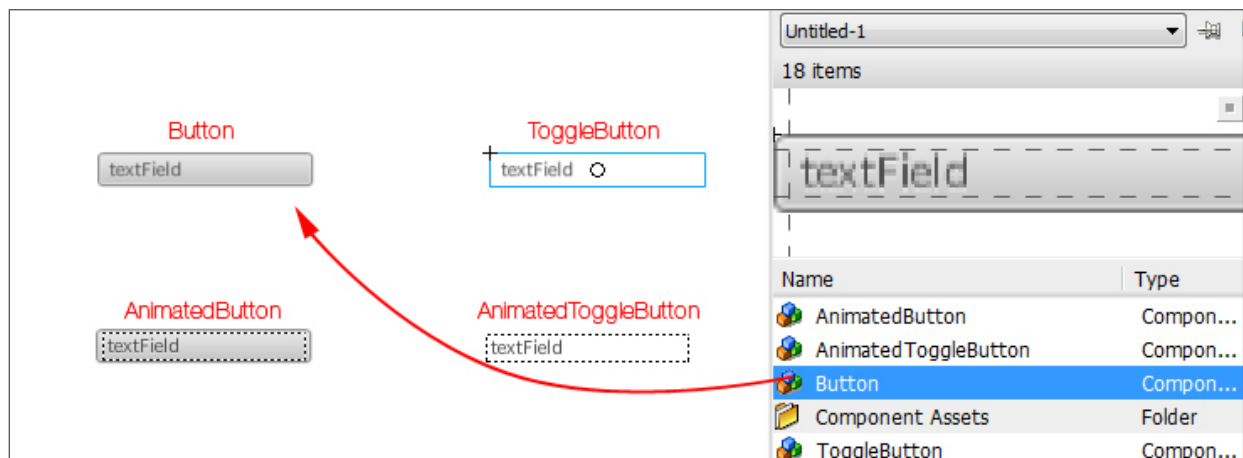 Untitled-1
18 items
Button
ToggleButton
textField
textField
textField
AnimatedButton
AnimatedToggleButton
textField
textField
Name Type
AnimatedButton Compon...
AnimatedToggleButton Compon...
Button Compon...
Component Assets Folder
ToggleButton Compon...